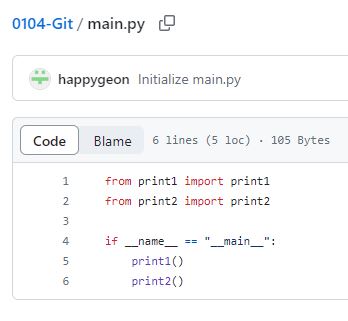 0104-Git / main.py
happygeon Initialize main.py
Code Blame 6 lines (5 loc) · 105 Bytes
1 from print1 import print1
2 from print2 import print2
3
4 if __name__ == "__main__":
5     print1()
6     print2()